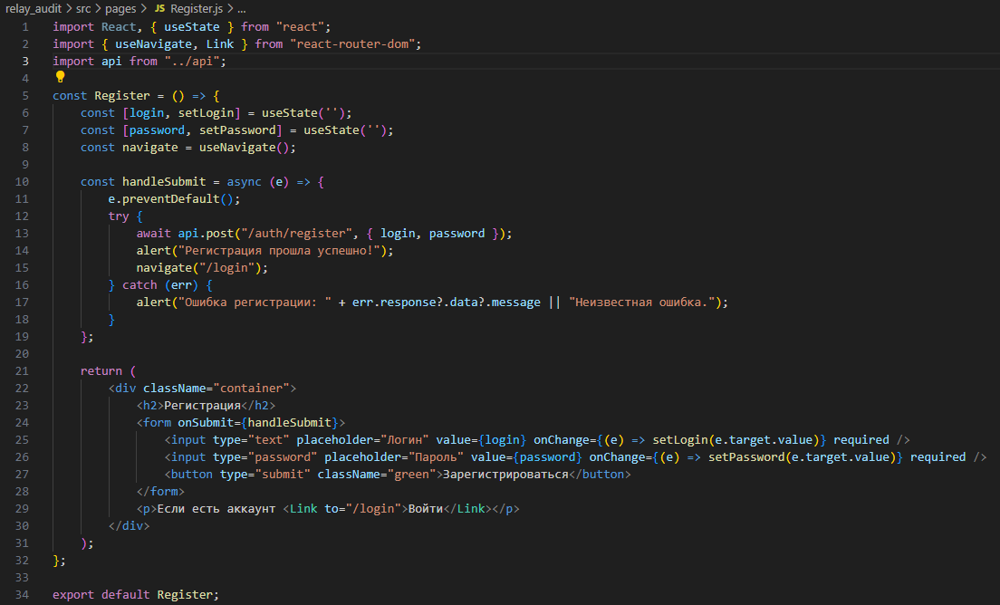 relay_audit > src > pages > JS Register.js > ...
1 import React, { useState } from "react";
2 import { useNavigate, Link } from "react-router-dom";
3 import api from "../api";
4
5 const Register = () => {
6     const [login, setLogin] = useState('');
7     const [password, setPassword] = useState('');
8     const navigate = useNavigate();
9
10     const handleSubmit = async (e) => {
11         e.preventDefault();
12         try {
13             await api.post("/auth/register", { login, password });
14             alert("Регистрация прошла успешно!");
15             navigate("/login");
16         } catch (err) {
17             alert("Ошибка регистрации: " + err.response?.data?.message || "Неизвестная ошибка.");
18         }
19     };
20
21     return (
22         <div className="container">
23             <h2>Регистрация</h2>
24             <form onSubmit={handleSubmit}>
25                 <input type="text" placeholder="Логин" value={login} onChange={(e) => setLogin(e.target.value)} required />
26                 <input type="password" placeholder="Пароль" value={password} onChange={(e) => setPassword(e.target.value)} required />
27                 <button type="submit" className="green">Зарегистрироваться</button>
28             </form>
29             <p>Если есть аккаунт <Link to="/login">Войти</Link></p>
30         </div>
31     );
32 };
33
34 export default Register;